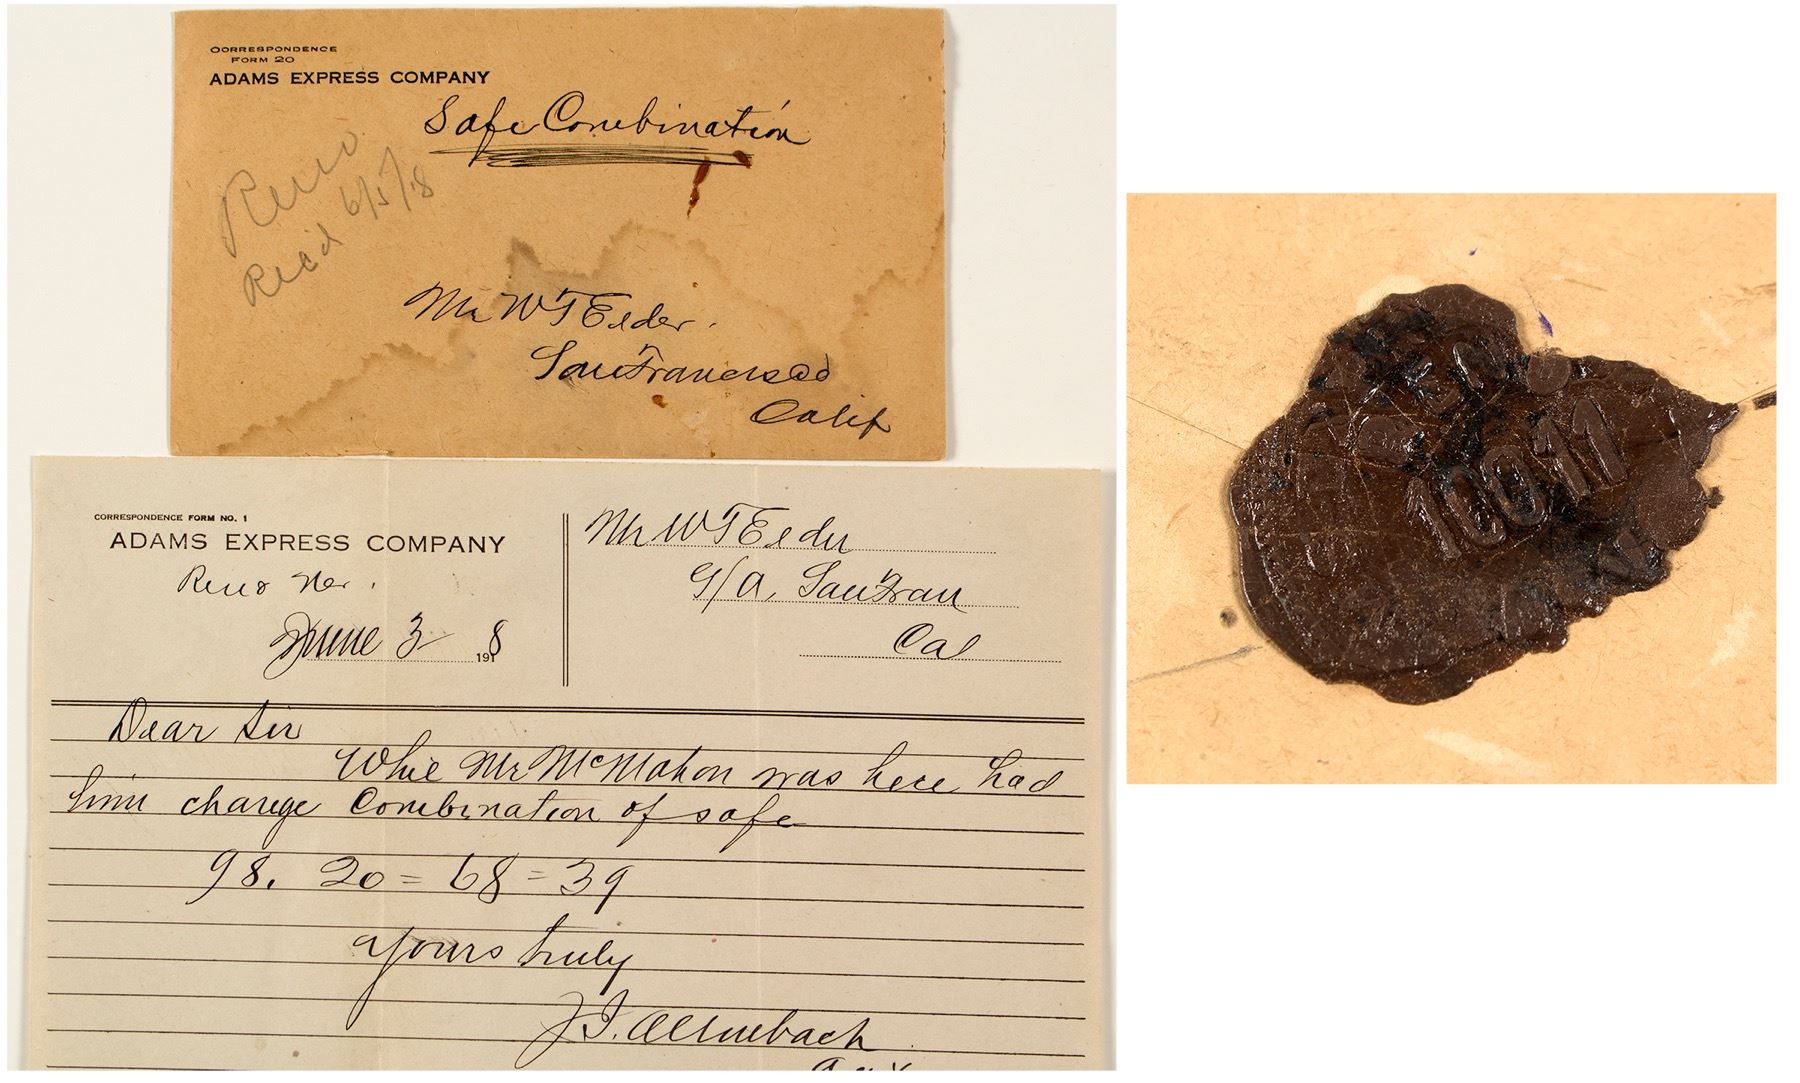 CORRESPONDENCE
FORM 20
ADAMS EXPRESS COMPANY
Safe Combination
Reno
Rec'd 6/5/18
Mr W T Elder.
San Francisco
Calif
CORRESPONDENCE FORM NO. 1
ADAMS EXPRESS COMPANY
Reno Nev.
June 3 1918
Mr W T Elder
G/A, San Fran
Cal
Dear Sir
While Mr McMahon was here had
him change Combination of safe
98. 20 = 68 = 39
Yours truly
J. I.
10011